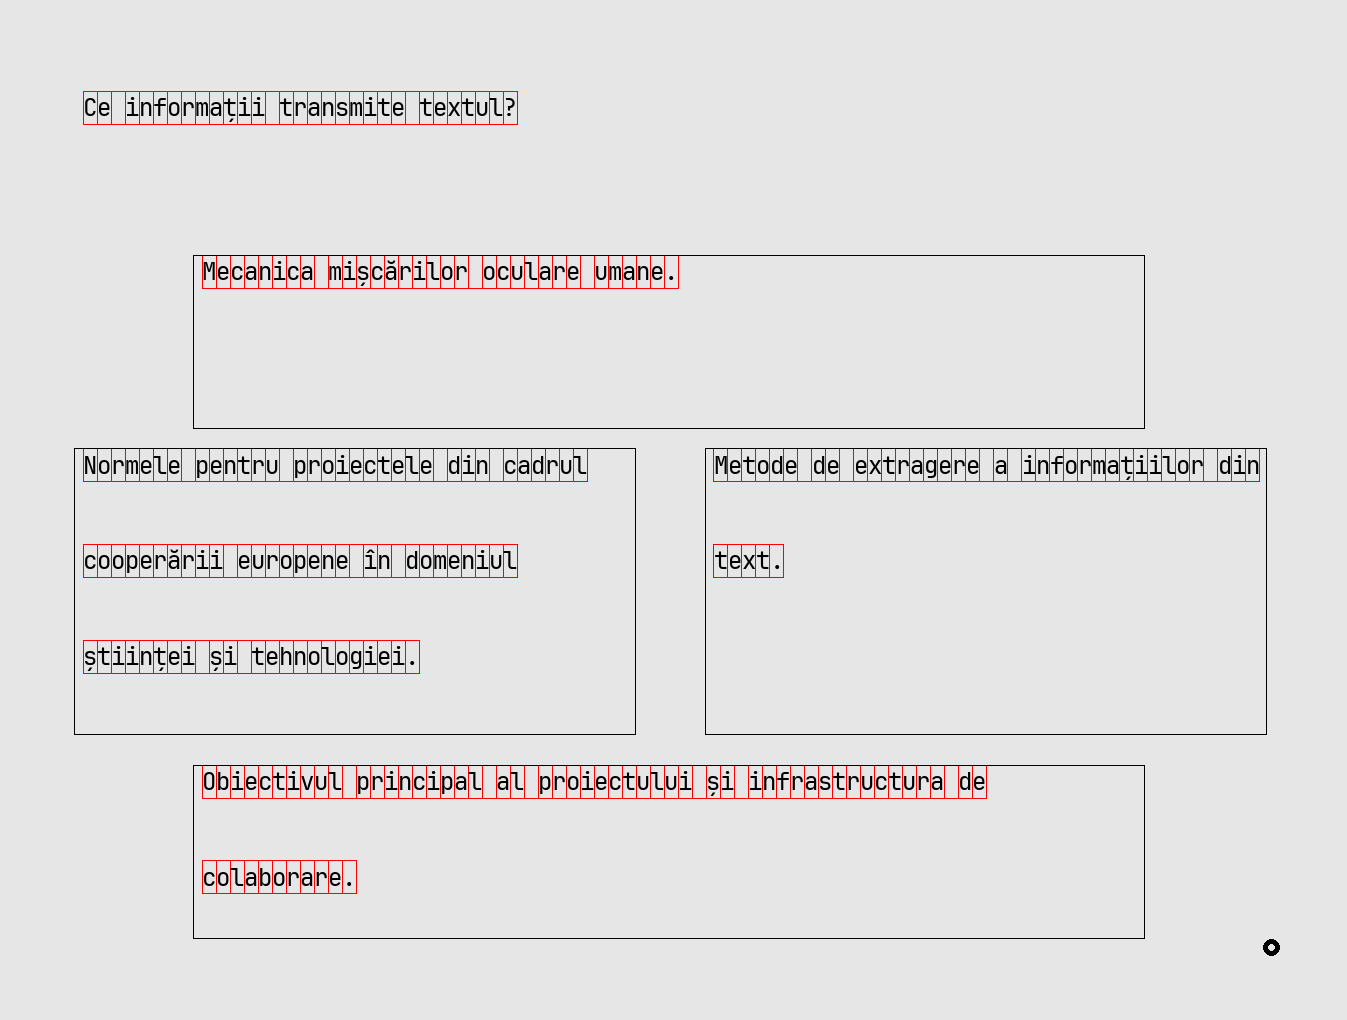 Ce informații transmite textul?
Mecanica mișcărilor oculare umane.
Normele pentru proiectele din cadrul
cooperării europene în domeniul
științei și tehnologiei.
Metode de extragere a informațiilor din
text.
Obiectivul principal al proiectului și infrastructura de
colaborare.